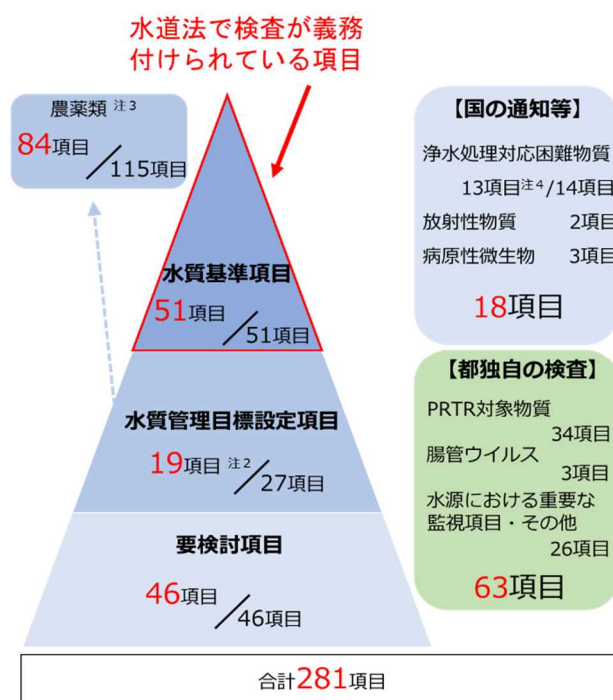 水道法で検査が義務
付けられている項目
農薬類 注3
84項目
／115項目
水質基準項目
51項目
／51項目
水質管理目標設定項目
19項目 注2
／27項目
要検討項目
46項目
／46項目
【国の通知等】
浄水処理対応困難物質
13項目注4/14項目
放射性物質 2項目
病原性微生物 3項目
18項目
【都独自の検査】
PRTR対象物質
34項目
腸管ウイルス
3項目
水源における重要な
監視項目・その他
26項目
63項目
合計281項目